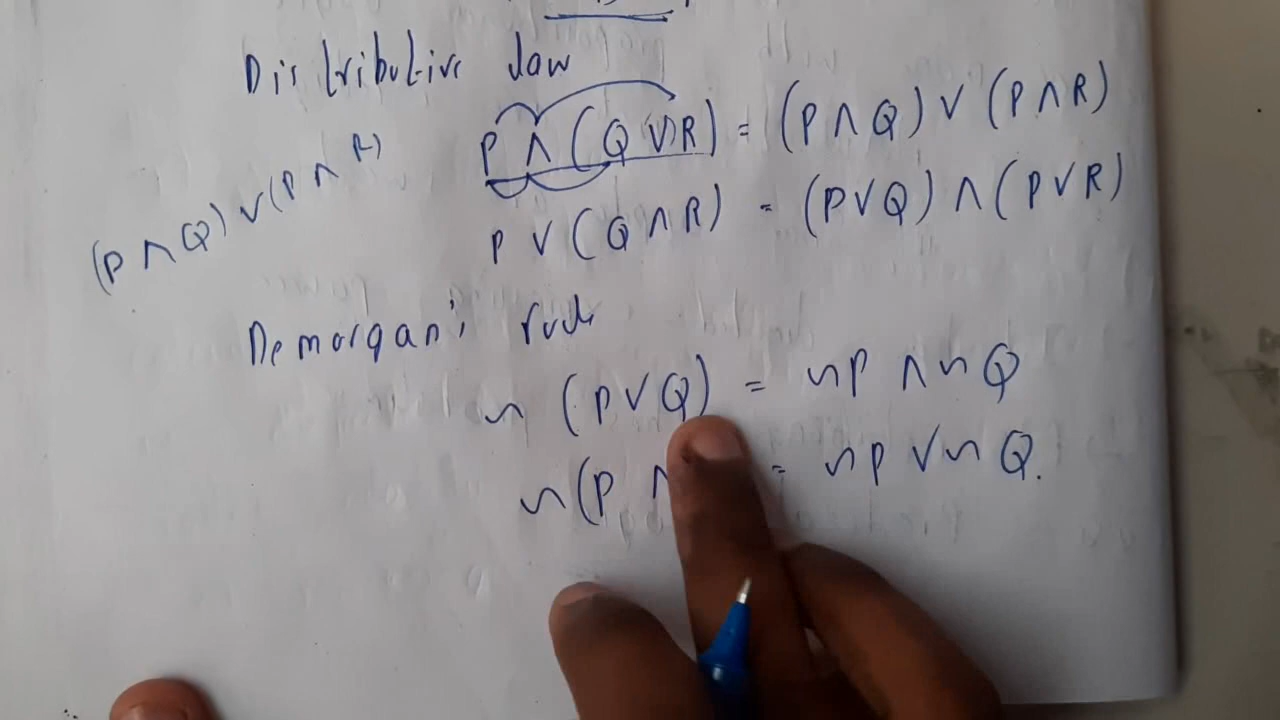 Distributive law
P ∧ (Q ∨ R) = (P ∧ Q) ∨ (P ∧ R)
(P ∧ Q) ∨ (P ∧ R)
P ∨ (Q ∧ R) = (P ∨ Q) ∧ (P ∨ R)
Demorgan's rule
~ (P ∨ Q) = ~P ∧ ~Q
~(P ∧ = ~P ∨ ~Q.